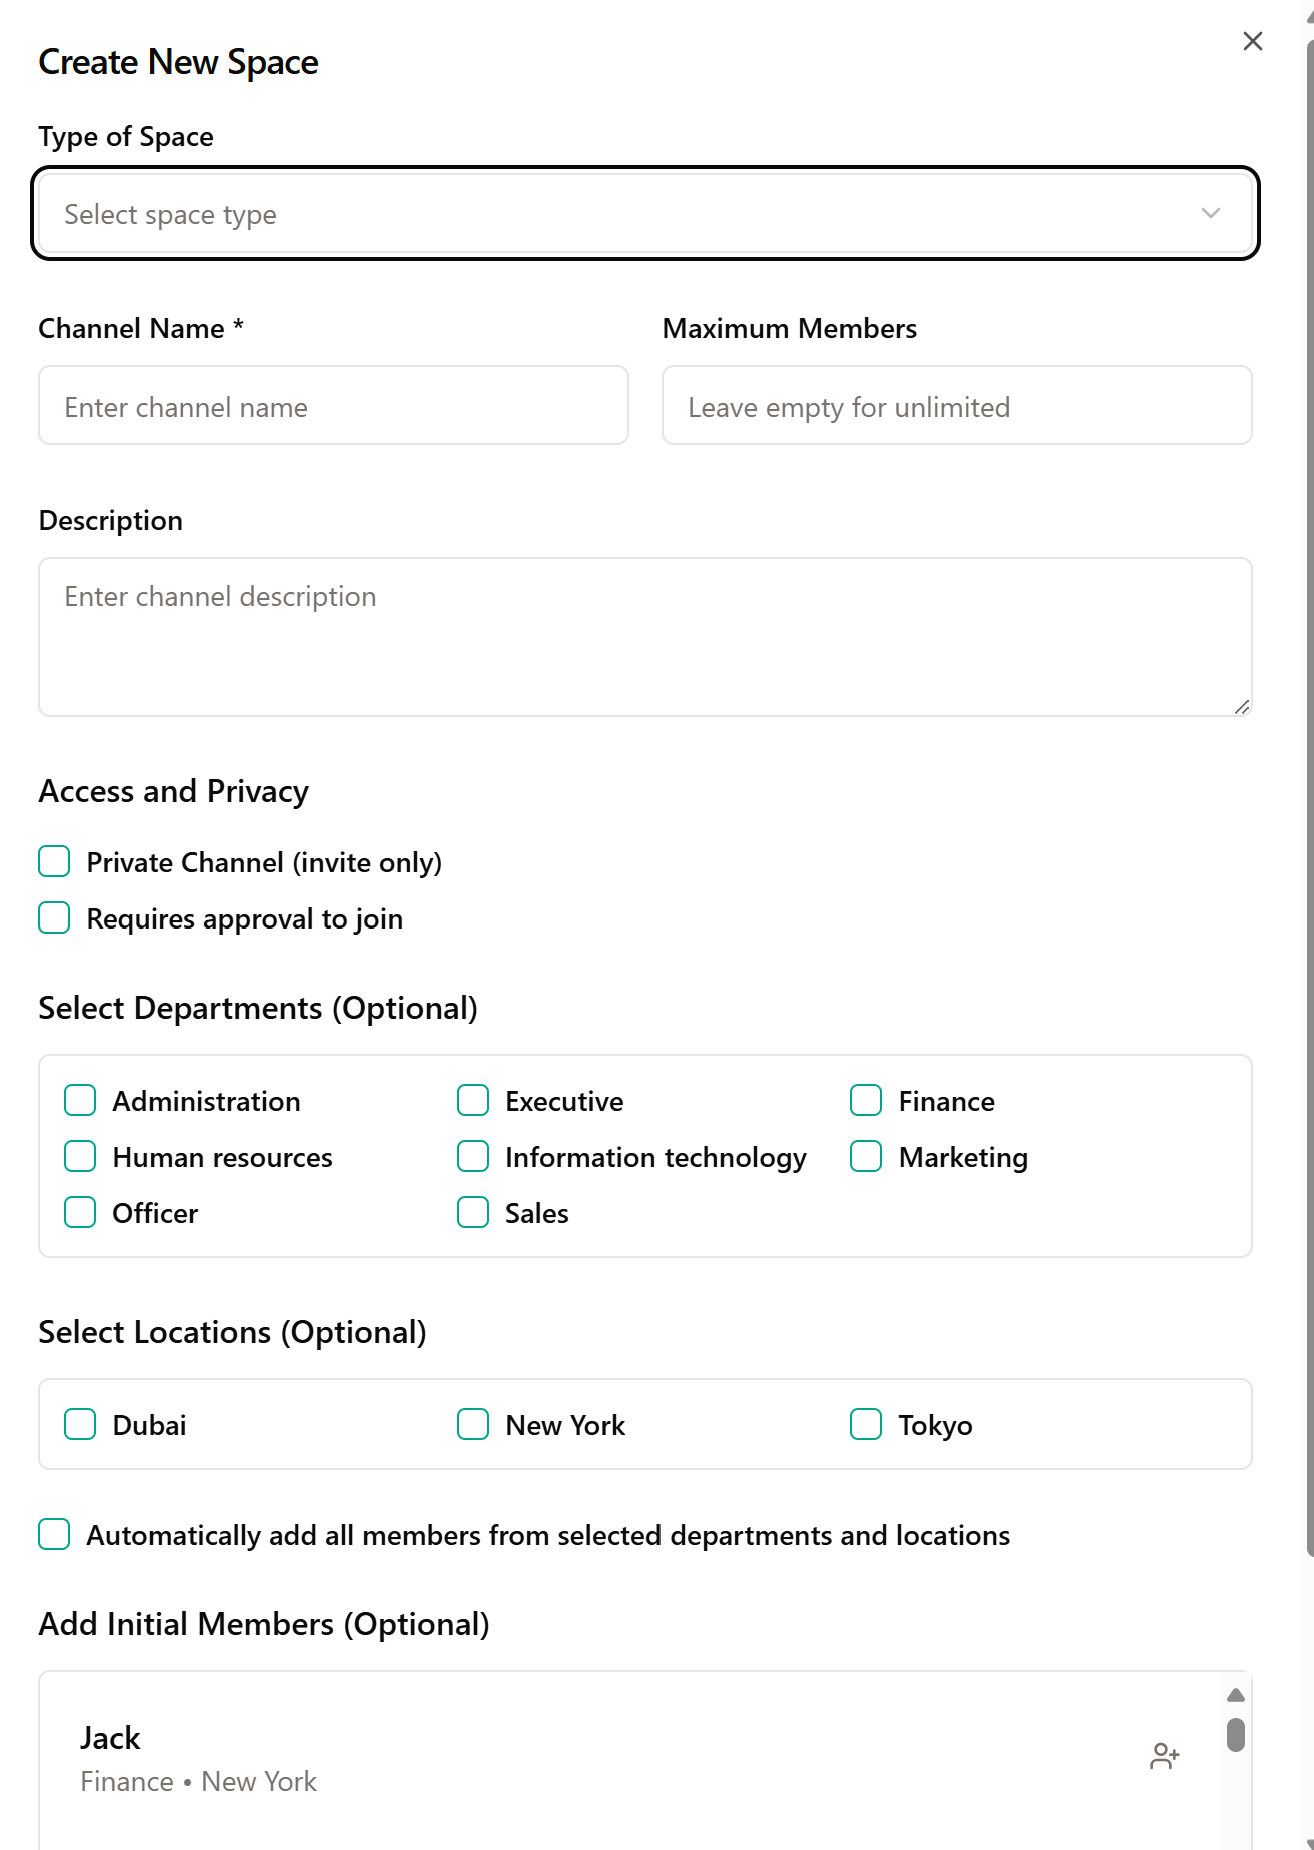 Create New Space
Type of Space
Select space type
Channel Name *
Maximum Members
Enter channel name
Leave empty for unlimited
Description
Enter channel description
Access and Privacy
Private Channel (invite only)
Requires approval to join
Select Departments (Optional)
Administration
Executive
Finance
Human resources
Information technology
Marketing
Officer
Sales
Select Locations (Optional)
Dubai
New York
Tokyo
Automatically add all members from selected departments and locations
Add Initial Members (Optional)
Jack
Finance • New York